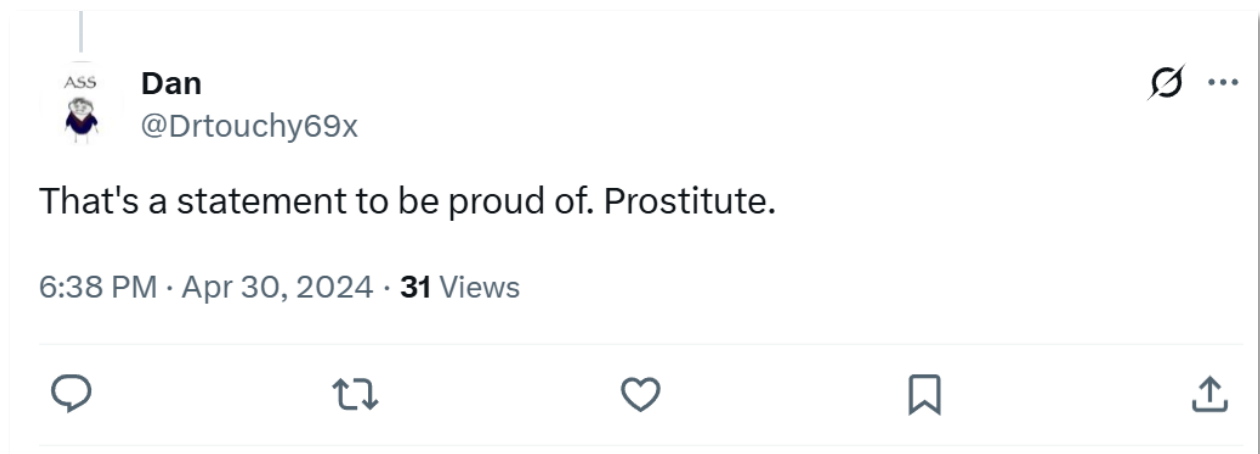 ASS
Dan
@Drtouchy69x
That's a statement to be proud of. Prostitute.
6:38 PM · Apr 30, 2024 · 31 Views